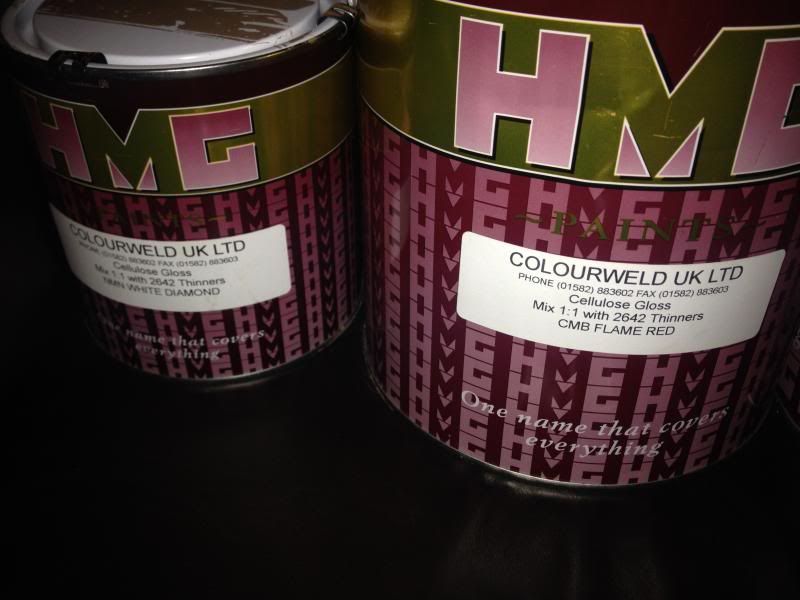 HMG
PAINTS
COLOURWELD UK LTD
PHONE (01582) 883602 FAX (01582) 883603
Cellulose Gloss
Mix 1:1 with 2642 Thinners
NMN WHITE DIAMOND
One name that covers
everything
HMG
~PAINTS~
COLOURWELD UK LTD
PHONE (01582) 883602 FAX (01582) 883603
Cellulose Gloss
Mix 1:1 with 2642 Thinners
CMB FLAME RED
One name that covers
everything